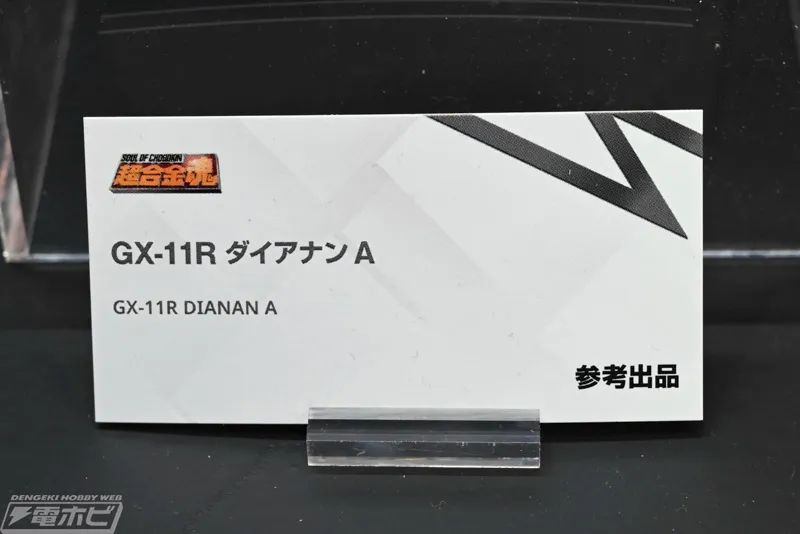 SOUL OF CHOGOKIN
超合金魂
GX-11R ダイアナンA
GX-11R DIANAN A
参考出品
DENGEKI HOBBY WEB
電ホビ